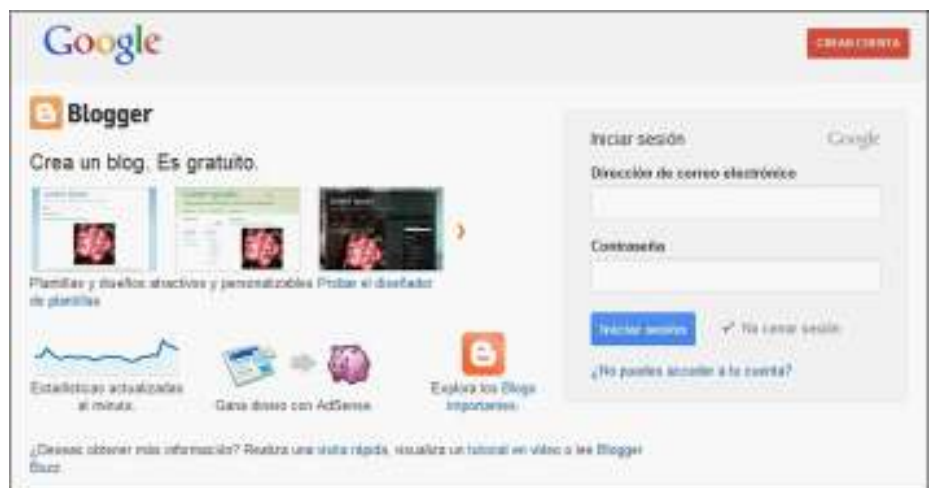 Google
CREAR CUENTA
Blogger
Crea un blog. Es gratuito.
Plantillas y diseños atractivos y personalizables Probar el diseñador
de plantillas
Estadísticas actualizadas
al minuto.
Gana dinero con AdSense
Explora los Blogs
importantes.
¿Deseas obtener más información? Realiza una visita rápida, visualiza un tutorial en vídeo o lee Blogger
Buzz
Iniciar sesión
Google
Dirección de correo electrónico
Contraseña
Iniciar sesión
No cerrar sesión
¿No puedes acceder a tu cuenta?